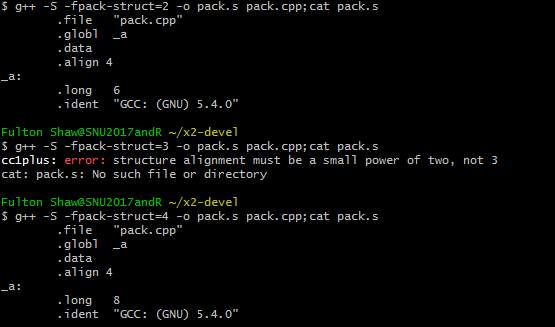 $ g++ -S -fpack-struct=2 -o pack.s pack.cpp;cat pack.s
        .file   "pack.cpp"
        .globl  _a
        .data
        .align 4
_a:
        .long   6
        .ident  "GCC: (GNU) 5.4.0"
Fulton Shaw@SNU2017andR ~/x2-devel
$ g++ -S -fpack-struct=3 -o pack.s pack.cpp;cat pack.s
cc1plus: error: structure alignment must be a small power of two, not 3
cat: pack.s: No such file or directory
Fulton Shaw@SNU2017andR ~/x2-devel
$ g++ -S -fpack-struct=4 -o pack.s pack.cpp;cat pack.s
        .file   "pack.cpp"
        .globl  _a
        .data
        .align 4
_a:
        .long   8
        .ident  "GCC: (GNU) 5.4.0"